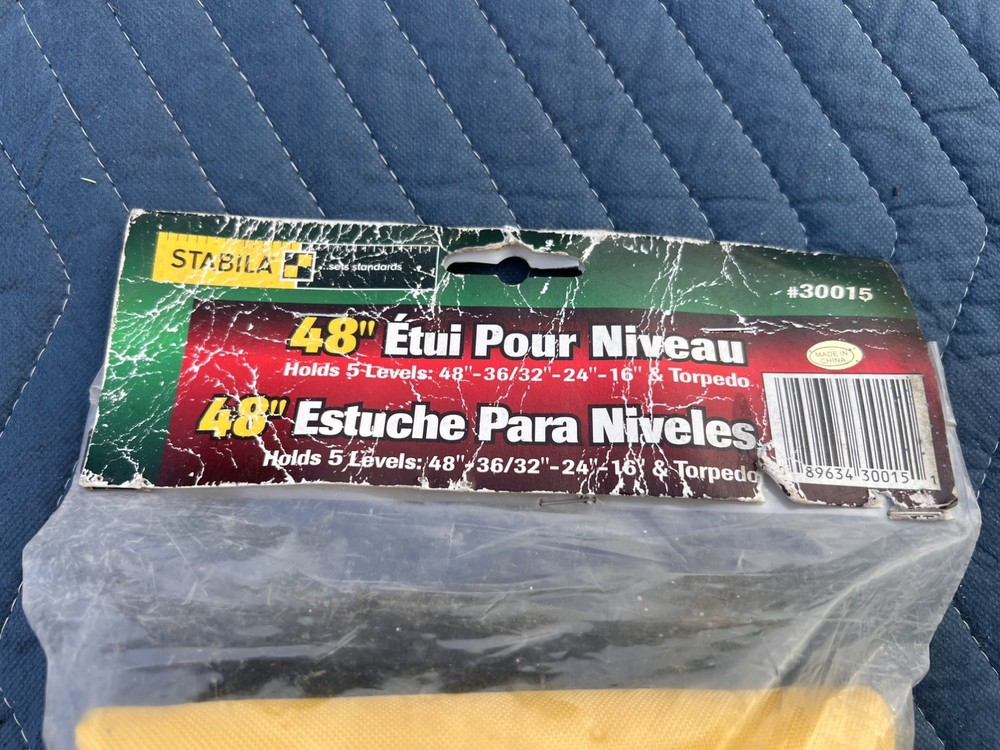 STABILA
...sets standards
#30015
48" Étui Pour Niveau
Holds 5 Levels: 48"-36/32"-24"-16" & Torpedo
MADE IN
CHINA
48" Estuche Para Niveles
Holds 5 Levels: 48"-36/32"-24"-16" & Torpedo
89634 30015 1